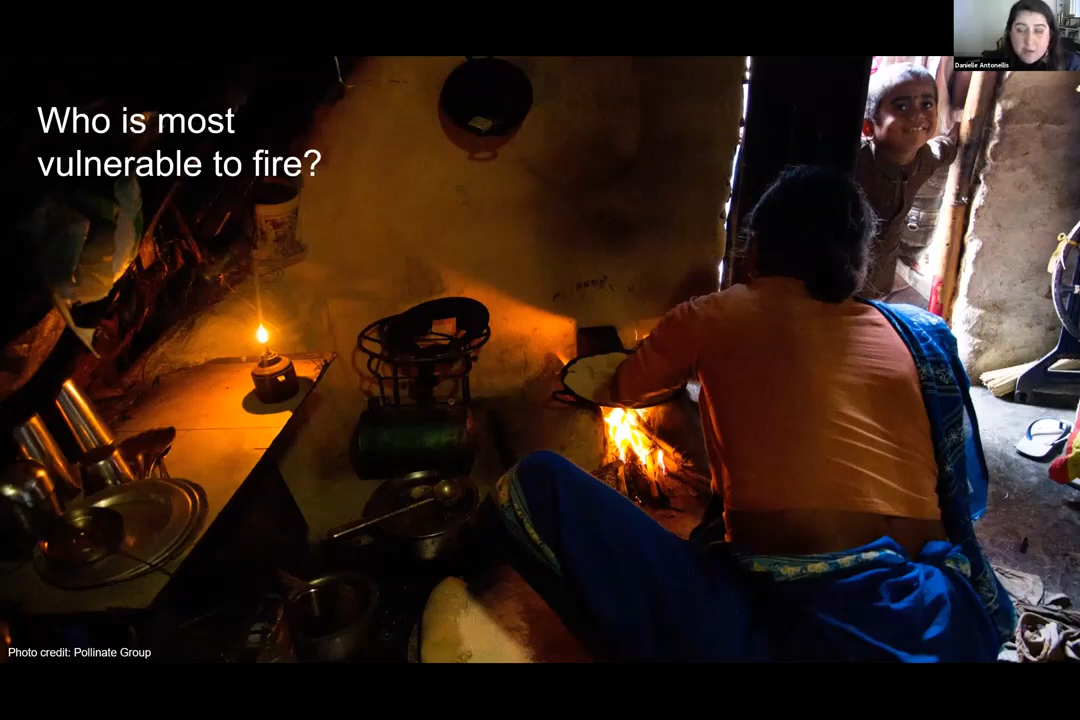 Danielle Antonellis
Who is most
vulnerable to fire?
Photo credit: Pollinate Group